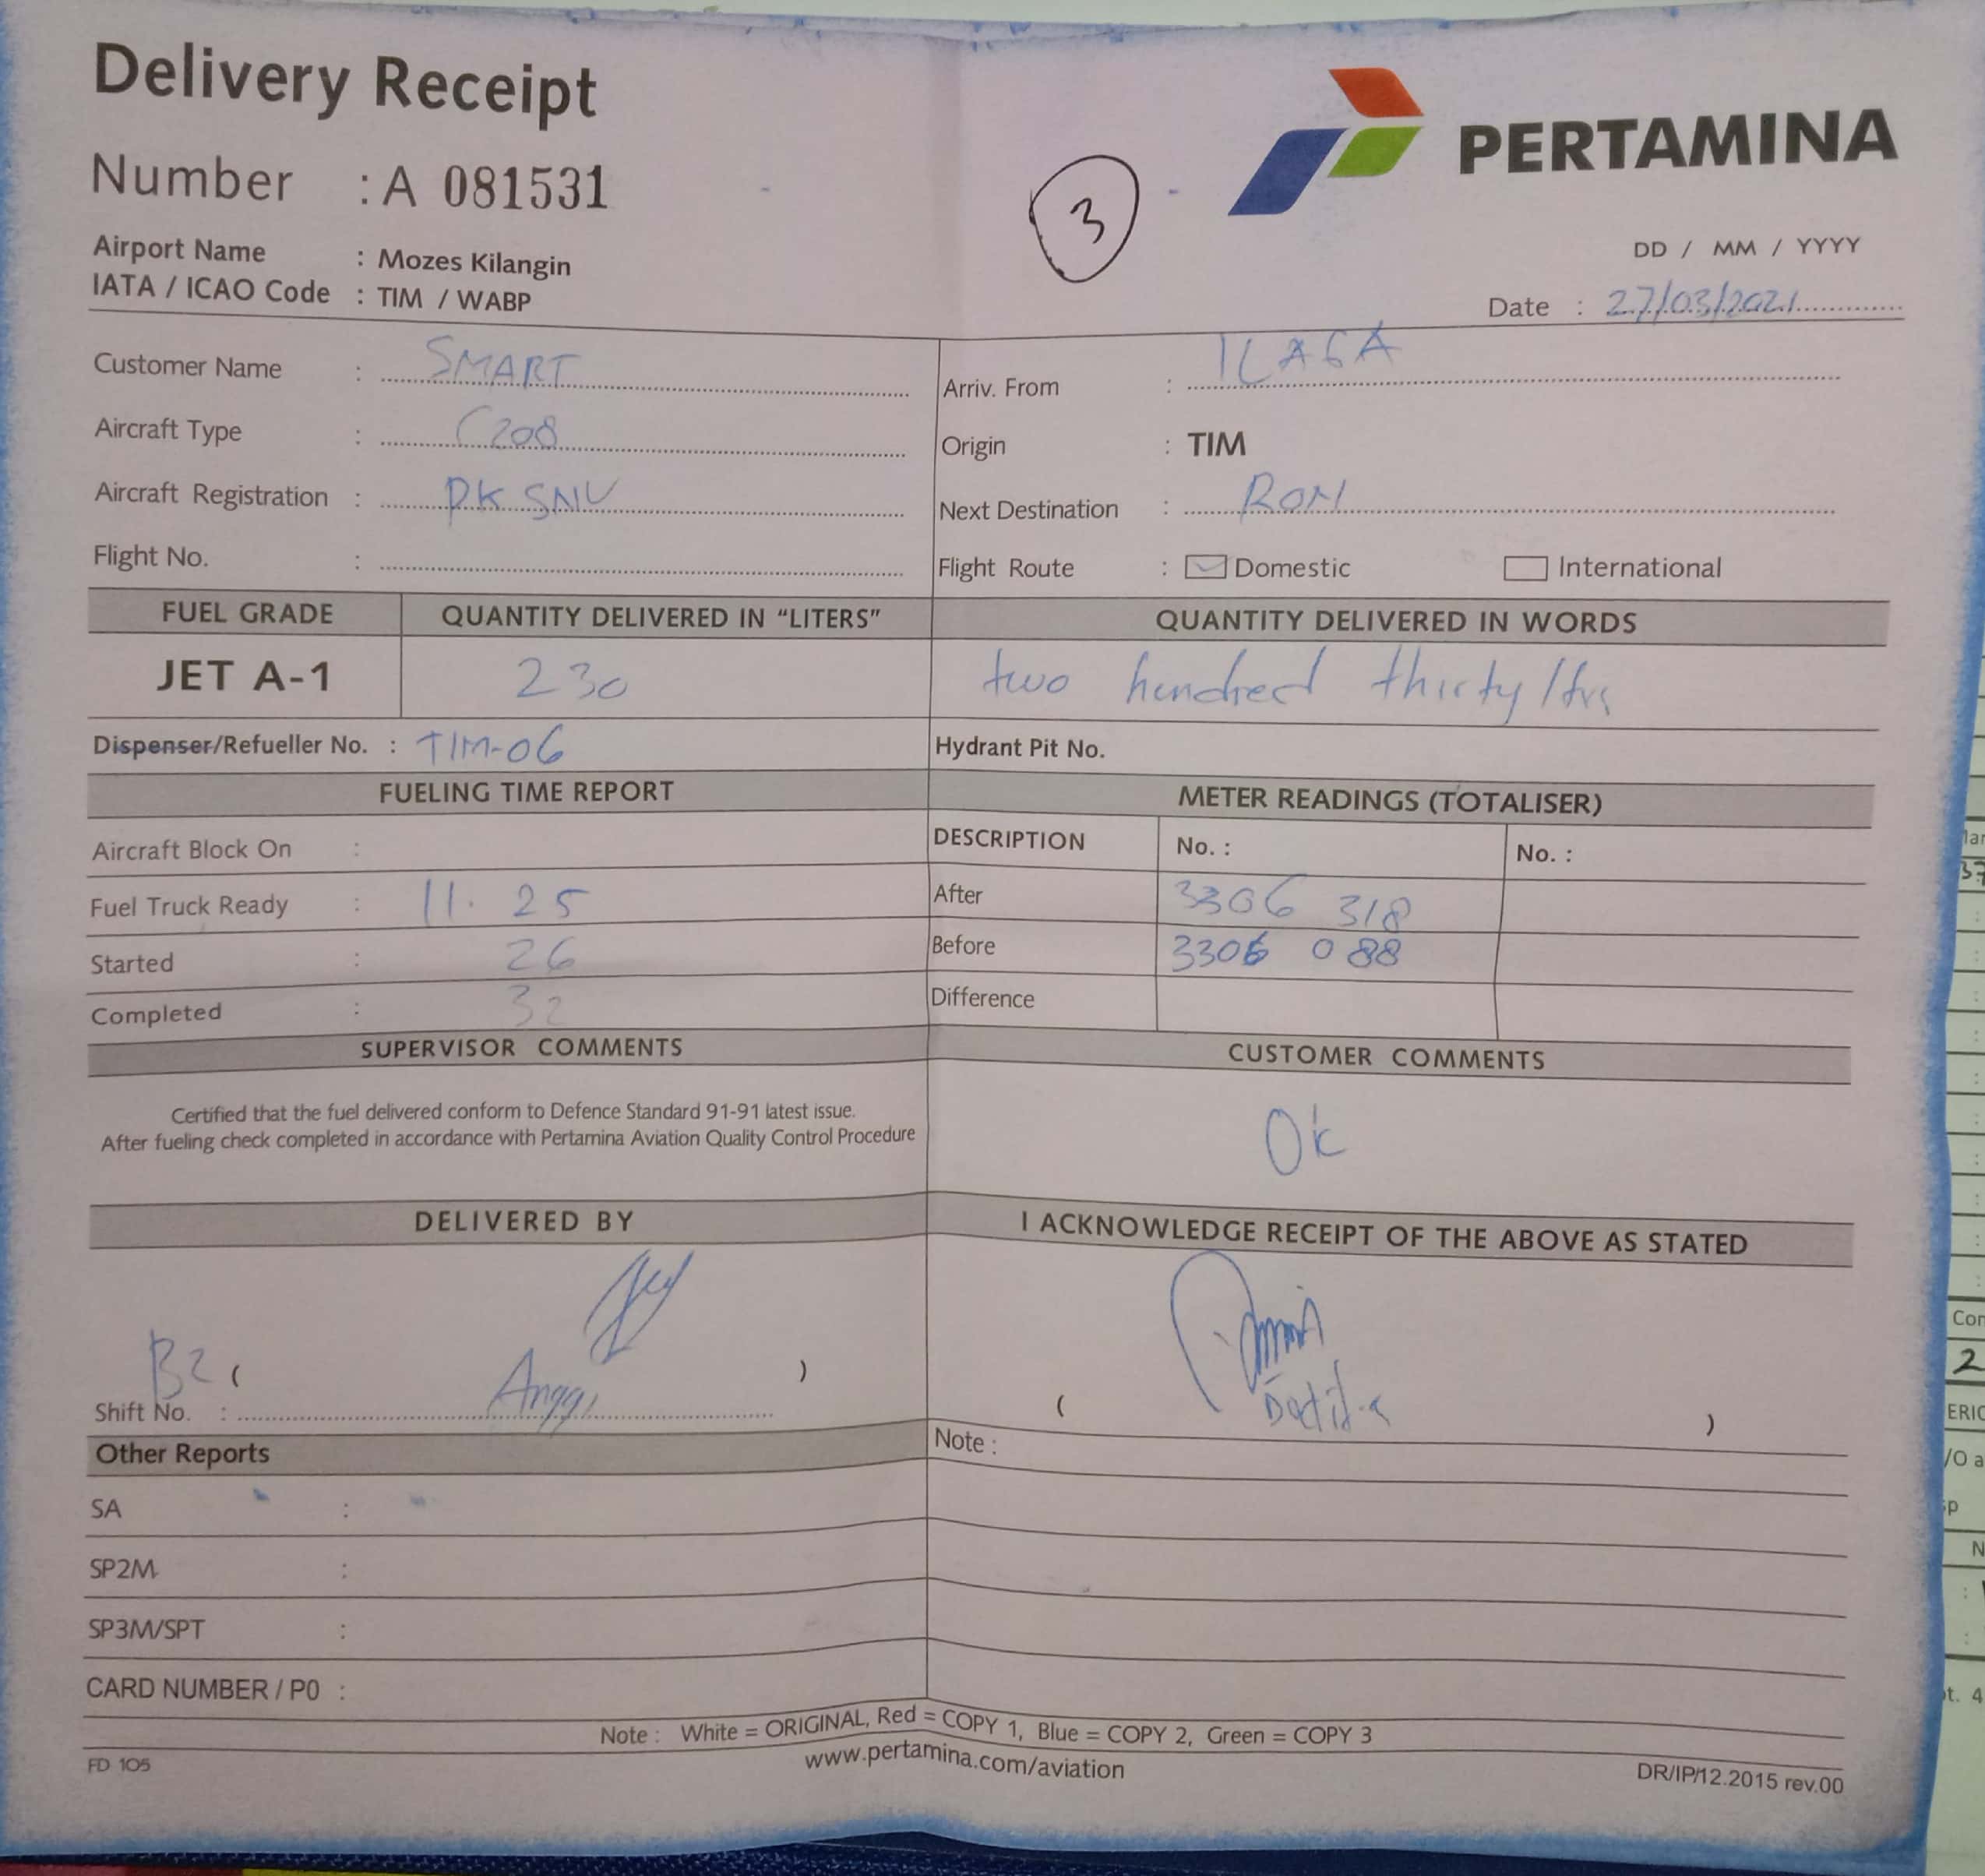 Delivery Receipt
Number : A 081531
3
PERTAMINA
Airport Name : Mozes Kilangin
IATA / ICAO Code : TIM / WABP
DD / MM / YYYY
Date : 27/03/2021
Customer Name : SMART
Aircraft Type : C208
Aircraft Registration : PK SNU
Flight No. :
Arriv. From : ILAGA
Origin : TIM
Next Destination :
Flight Route : Domestic International
FUEL GRADE QUANTITY DELIVERED IN “LITERS” QUANTITY DELIVERED IN WORDS
JET A-1 230 two hundred thirty ltrs
Dispenser/Refueller No. : TIM-06 Hydrant Pit No.
FUELING TIME REPORT
Aircraft Block On :
Fuel Truck Ready : 11. 25
Started : 26
Completed : 32
METER READINGS (TOTALISER)
DESCRIPTION No. : No. :
After 3306 318
Before 3306 088
Difference
SUPERVISOR COMMENTS
Certified that the fuel delivered conform to Defence Standard 91-91 latest issue.
After fueling check completed in accordance with Pertamina Aviation Quality Control Procedure
CUSTOMER COMMENTS
Ok
DELIVERED BY
B2 ( Anggi )
Shift No. :
I ACKNOWLEDGE RECEIPT OF THE ABOVE AS STATED
( )
Other Reports
SA :
SP2M :
SP3M/SPT :
CARD NUMBER / P0 :
Note :
Note : White = ORIGINAL, Red = COPY 1, Blue = COPY 2, Green = COPY 3
www.pertamina.com/aviation
FD 105
DR/IP/12.2015 rev.00